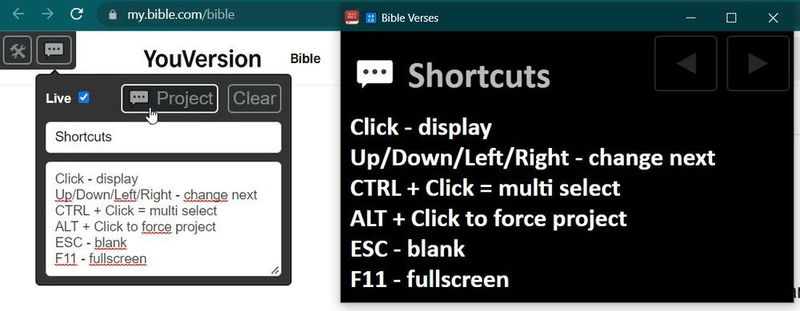 my.bible.com/bible
YouVersion
Bible
Live
Project
Clear
Shortcuts
Click - display
Up/Down/Left/Right - change next
CTRL + Click = multi select
ALT + Click to force project
ESC - blank
F11 - fullscreen
Bible Verses
Shortcuts
Click - display
Up/Down/Left/Right - change next
CTRL + Click = multi select
ALT + Click to force project
ESC - blank
F11 - fullscreen